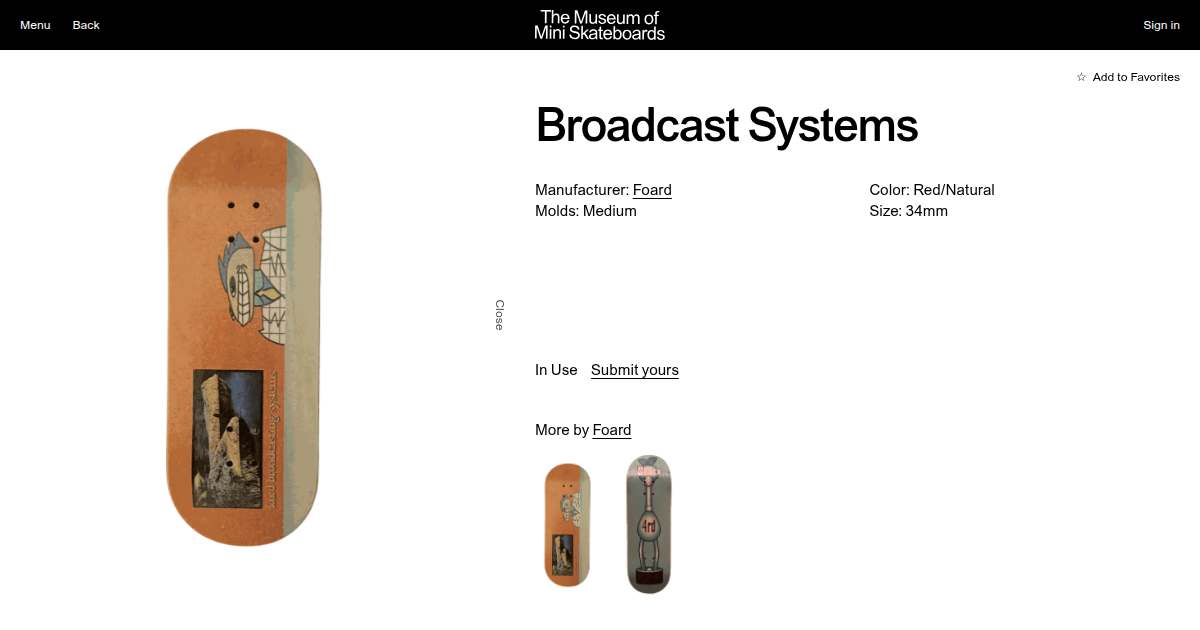 Menu
Back
The Museum of
Mini Skateboards
Sign in
☆ Add to Favorites
Broadcast Systems
Manufacturer: Foard
Molds: Medium
Color: Red/Natural
Size: 34mm
Close
In Use
Submit yours
More by Foard
4rd